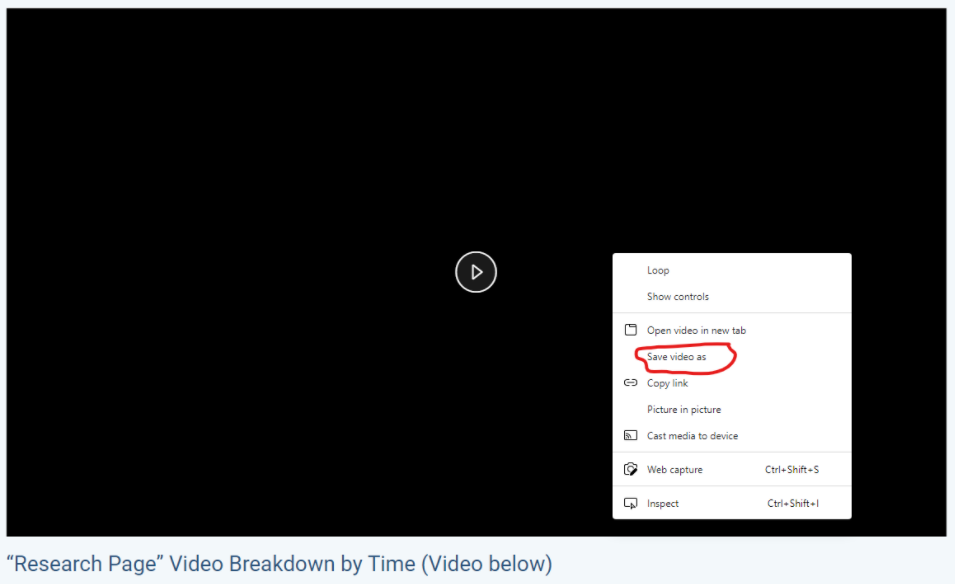 Loop
Show controls
Open video in new tab
Save video as
Copy link
Picture in picture
Cast media to device
Web capture Ctrl+Shift+S
Inspect Ctrl+Shift+I
“Research Page” Video Breakdown by Time (Video below)